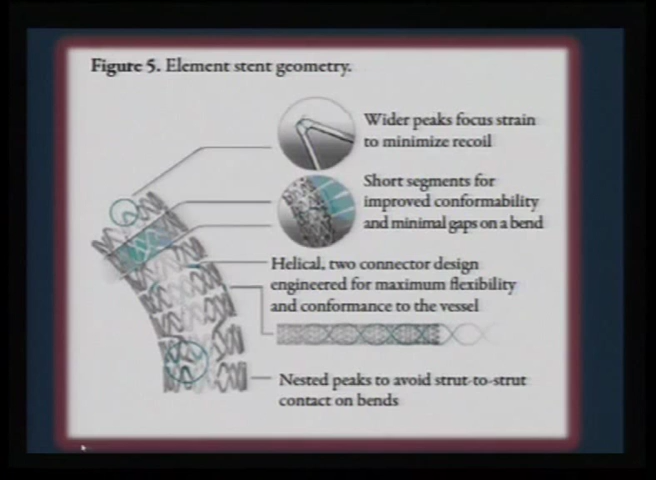 Figure 5. Element stent geometry.
Wider peaks focus strain
to minimize recoil
Short segments for
improved conformability
and minimal gaps on a bend
Helical, two connector design
engineered for maximum flexibility
and conformance to the vessel
Nested peaks to avoid strut-to-strut
contact on bends